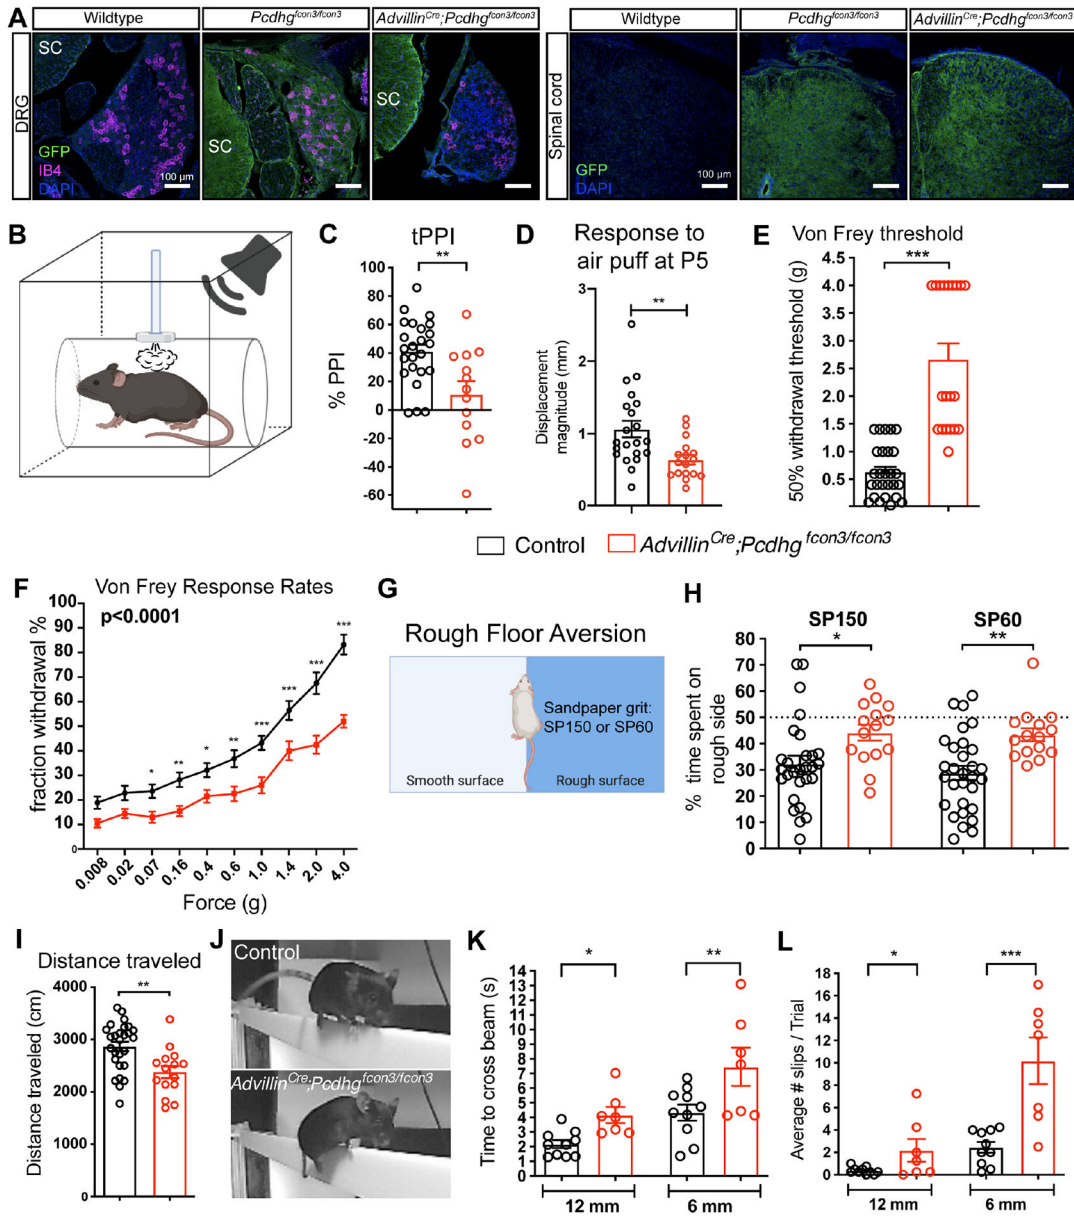 A
Wildtype
Pcdhg^fcon3/fcon3
Advillin^Cre;Pcdhg^fcon3/fcon3
Wildtype
Pcdhg^fcon3/fcon3
Advillin^Cre;Pcdhg^fcon3/fcon3
DRG
SC
SC
SC
GFP
IB4
DAPI
100 µm
Spinal cord
GFP
DAPI
100 µm
B
C
tPPI
**
% PPI
100
80
60
40
20
0
-20
-40
-60
D
Response to
air puff at P5
**
Displacement
magnitude (mm)
3
2
1
0
E
Von Frey threshold
***
50% withdrawal threshold (g)
4.5
4.0
3.5
3.0
2.5
2.0
1.5
1.0
0.5
0
Control
Advillin^Cre;Pcdhg^fcon3/fcon3
F
Von Frey Response Rates
p<0.0001
fraction withdrawal %
100
90
80
70
60
50
40
30
20
10
0
* ** * ** *** *** *** ***
0.008 0.02 0.07 0.16 0.4 0.6 1.0 1.4 2.0 4.0
Force (g)
G
Rough Floor Aversion
Sandpaper grit:
SP150 or SP60
Smooth surface
Rough surface
H
SP150
SP60
*
**
% time spent on
rough side
80
70
60
50
40
30
20
10
0
I
Distance traveled
**
Distance traveled (cm)
4000
3000
2000
1000
0
J
Control
Advillin^Cre;Pcdhg^fcon3/fcon3
K
*
**
Time to cross beam (s)
14
13
12
11
10
9
8
7
6
5
4
3
2
1
0
12 mm
6 mm
L
*
***
Average # slips / Trial
18
16
14
12
10
8
6
4
2
0
12 mm
6 mm